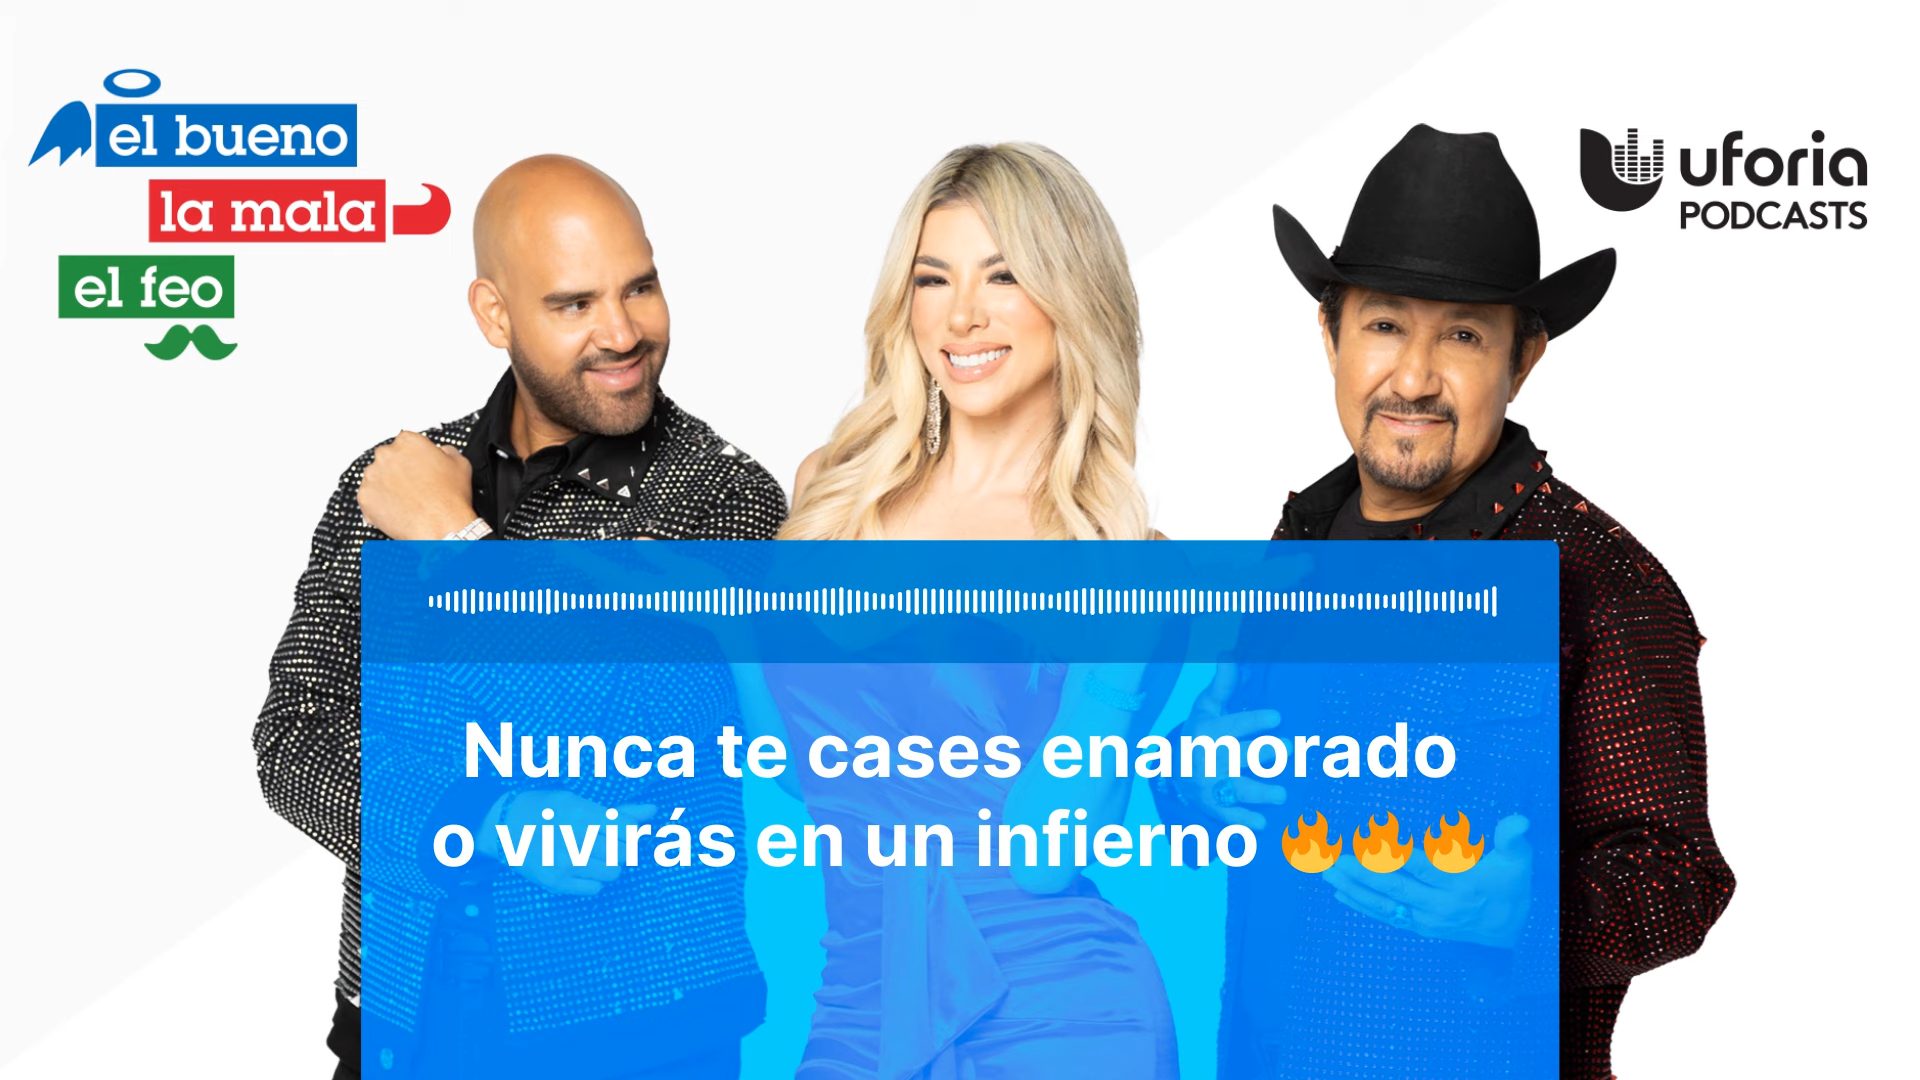 el bueno
la mala
el feo
uforia
PODCASTS
Nunca te cases enamorado
o vivirás en un infierno 🔥🔥🔥